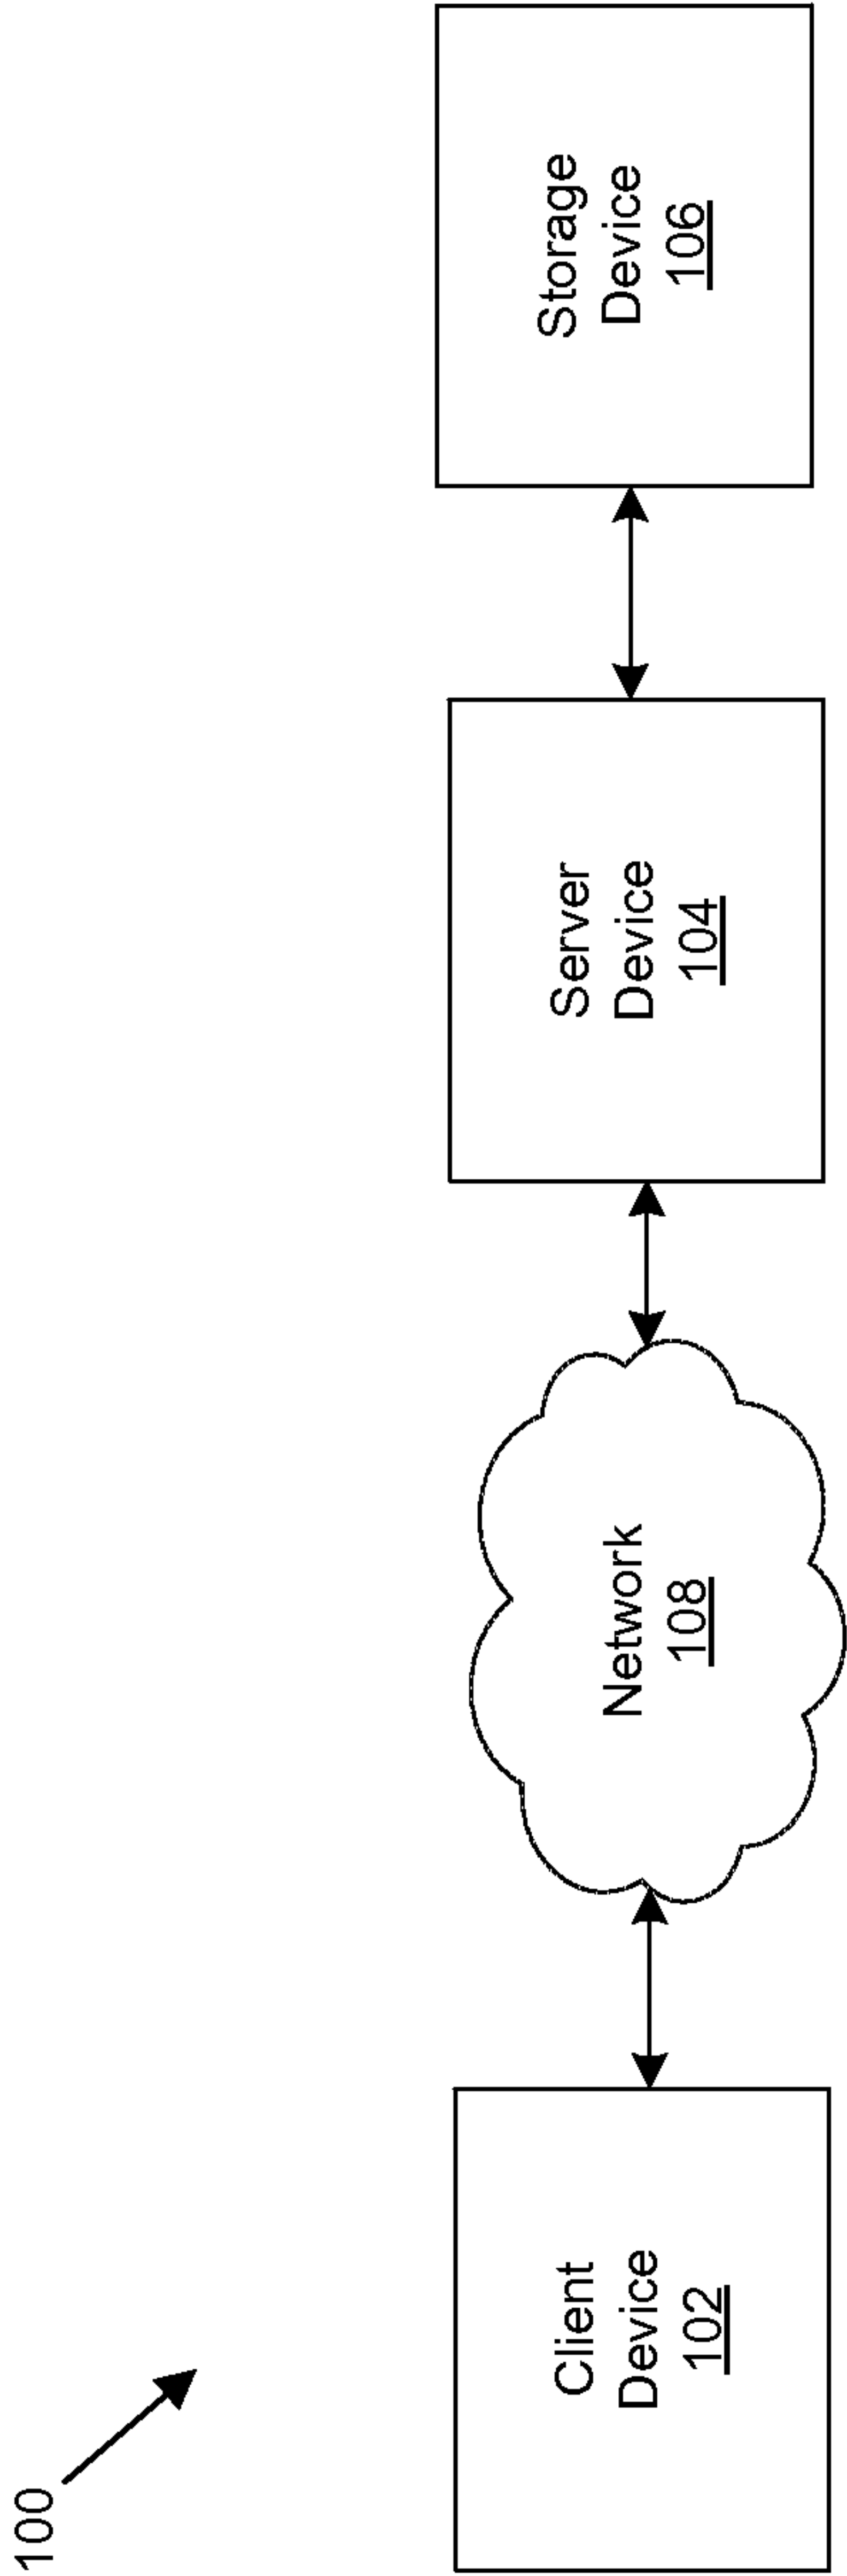 100
Client
Device
102
Network
108
Server
Device
104
Storage
Device
106